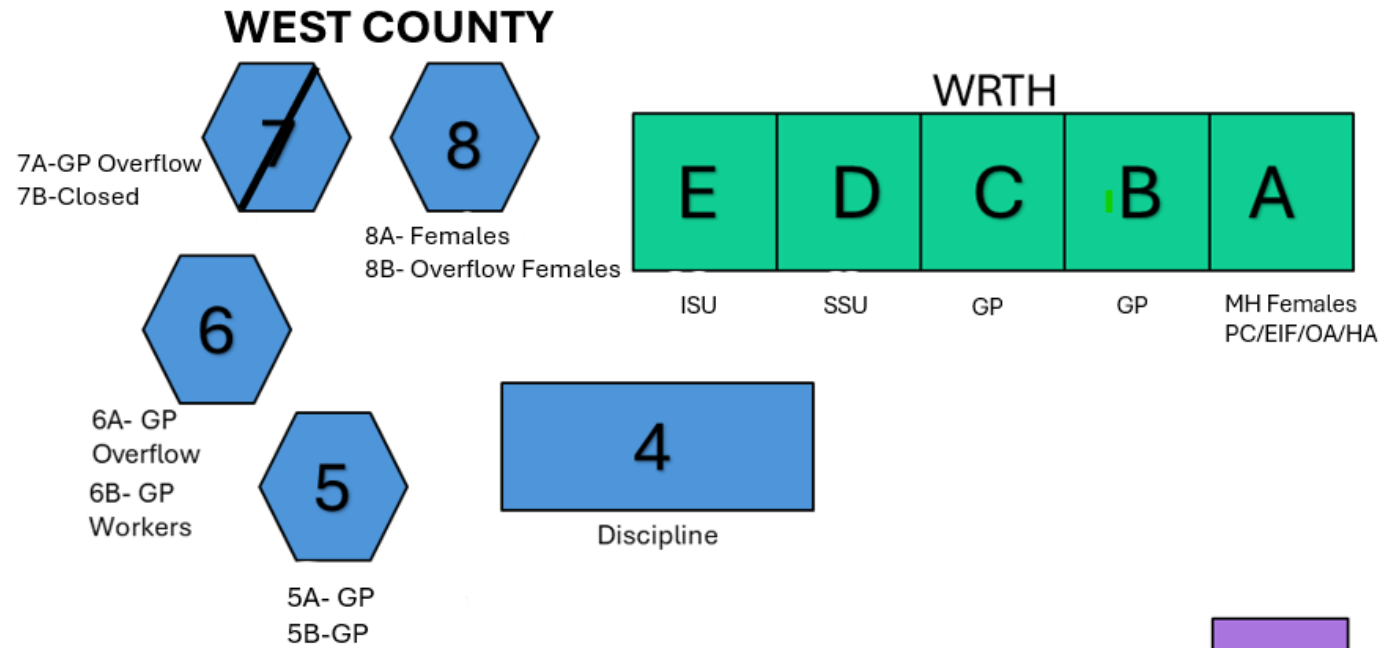 WEST COUNTY
7
8
7A-GP Overflow
7B-Closed
8A- Females
8B- Overflow Females
WRTH
E D C B A
ISU SSU GP GP MH Females
PC/EIF/OA/HA
6
6A- GP
Overflow
6B- GP
Workers
5
5A- GP
5B-GP
4
Discipline